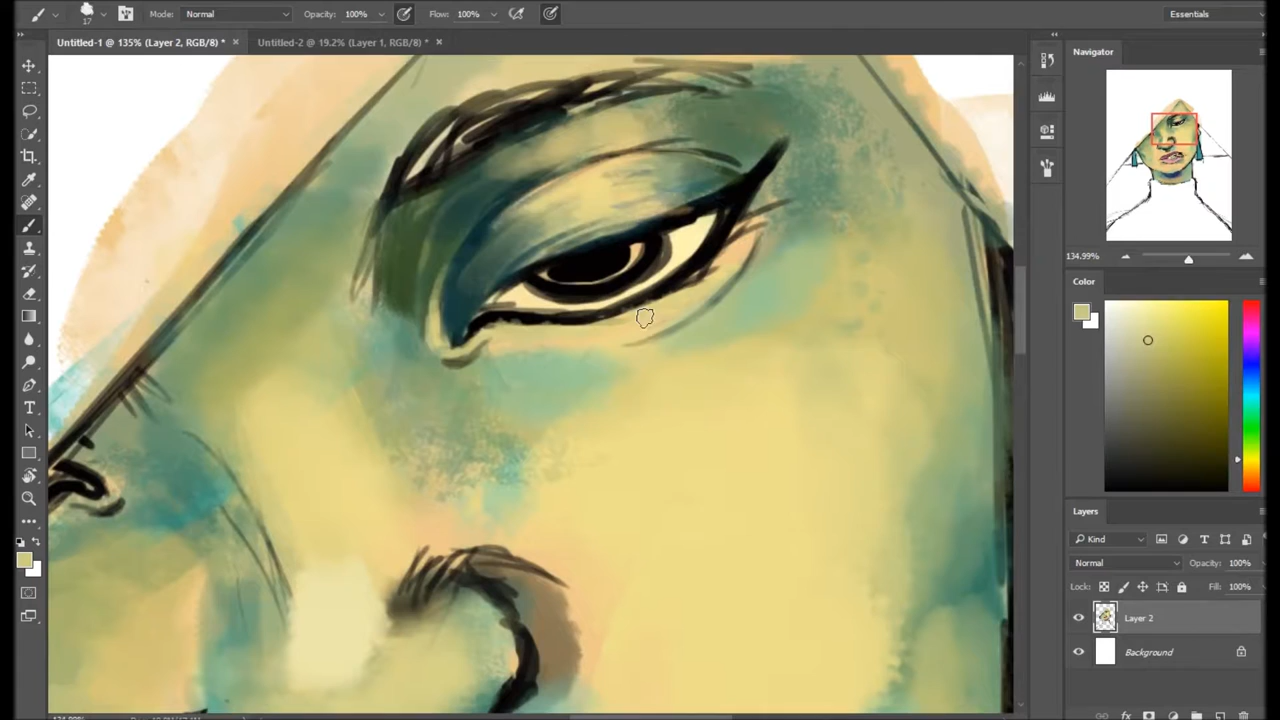 17 Mode: Normal Opacity: 100% Flow: 100% Essentials
Untitled-1 @ 135% (Layer 2, RGB/8) * × Untitled-2 @ 19.2% (Layer 1, RGB/8) * ×
Navigator
134.99%
Color
Layers
Kind
Normal Opacity: 100%
Lock: Fill: 100%
Layer 2
Background